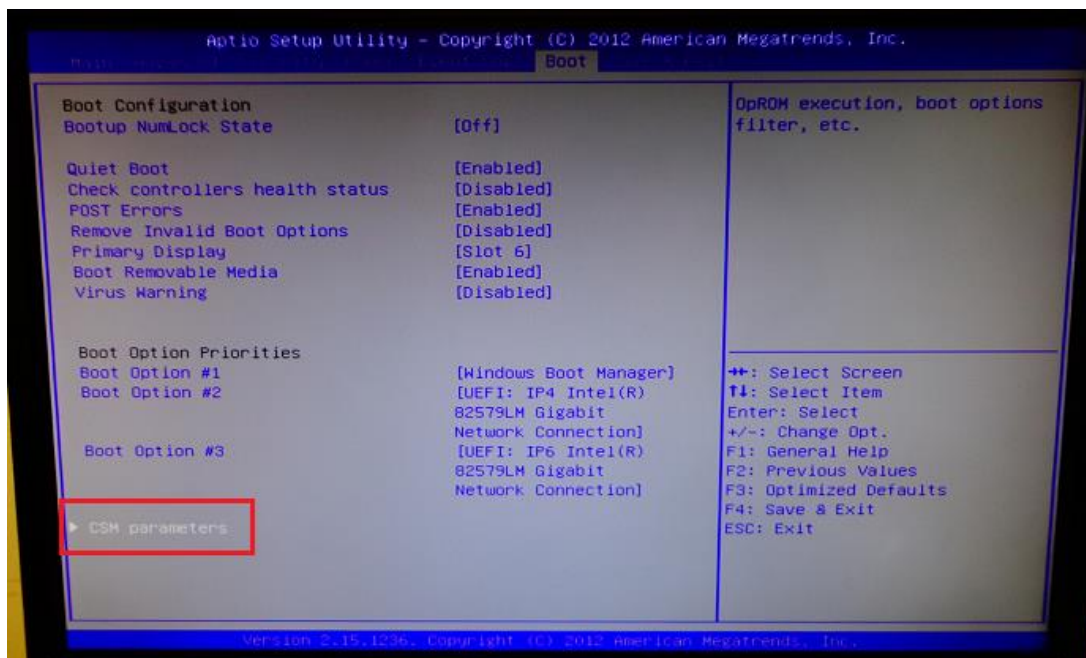 Aptio Setup Utility – Copyright (C) 2012 American Megatrends, Inc.
Main
Boot
Boot Configuration
Bootup NumLock State [Off]
Quiet Boot [Enabled]
Check controllers health status [Disabled]
POST Errors [Enabled]
Remove Invalid Boot Options [Disabled]
Primary Display [Slot 6]
Boot Removable Media [Enabled]
Virus Warning [Disabled]
Boot Option Priorities
Boot Option #1 [Windows Boot Manager]
Boot Option #2 [UEFI: IP4 Intel(R)
82579LM Gigabit
Network Connection]
Boot Option #3 [UEFI: IP6 Intel(R)
82579LM Gigabit
Network Connection]
▶ CSM parameters
OpROM execution, boot options
filter, etc.
→←: Select Screen
↑↓: Select Item
Enter: Select
+/-: Change Opt.
F1: General Help
F2: Previous Values
F3: Optimized Defaults
F4: Save & Exit
ESC: Exit
Version 2.15.1236. Copyright (C) 2012 American Megatrends, Inc.